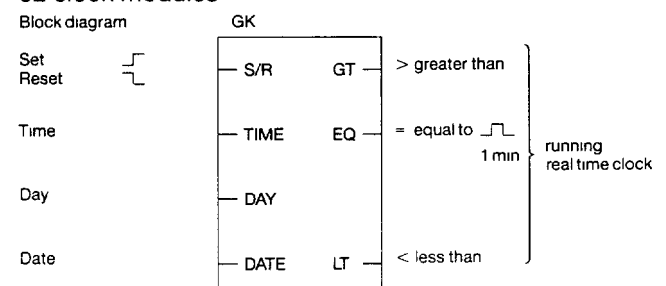 Block diagram GK
Set
Reset
S/R GT > greater than
Time TIME EQ = equal to
1 min
running
real time clock
Day DAY
Date DATE LT < less than